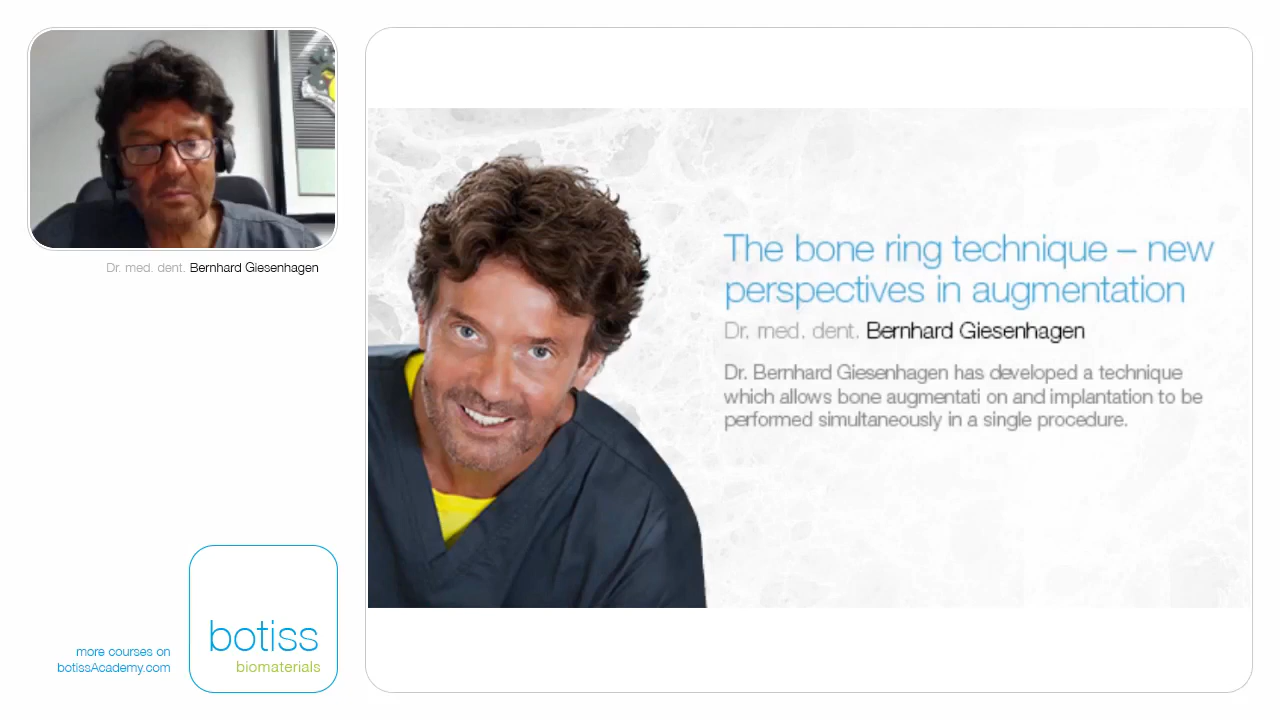 Dr. med. dent. Bernhard Giesenhagen
The bone ring technique – new
perspectives in augmentation
Dr. med. dent. Bernhard Giesenhagen
Dr. Bernhard Giesenhagen has developed a technique
which allows bone augmentati on and implantation to be
performed simultaneously in a single procedure.
more courses on
botissAcademy.com
botiss
biomaterials